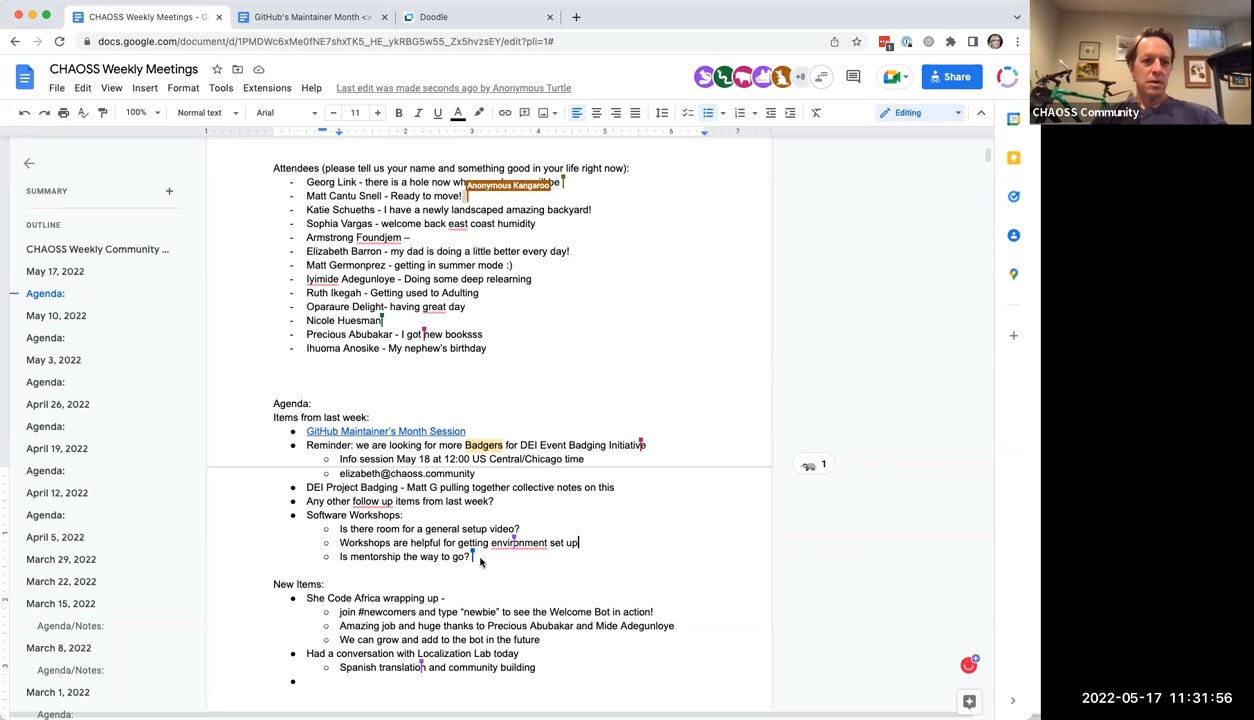 CHAOSS Weekly Meetings - G
GitHub's Maintainer Month <>
Doodle
docs.google.com/document/d/1PMDWc6xMe0fNE7shxTK5_HE_ykRBG5w55_Zx5hvzsEY/edit?pli=1#
CHAOSS Weekly Meetings
File Edit View Insert Format Tools Extensions Help Last edit was made seconds ago by Anonymous Turtle
+8
Share
100% Normal text Arial 11 Editing
1 2 3 4 5 6 7
SUMMARY
OUTLINE
CHAOSS Weekly Community ...
May 17, 2022
Agenda:
May 10, 2022
Agenda:
May 3, 2022
Agenda:
April 26, 2022
Agenda:
April 19, 2022
Agenda:
April 12, 2022
Agenda:
April 5, 2022
March 29, 2022
March 22, 2022
March 15, 2022
Agenda/Notes:
March 8, 2022
Agenda/Notes:
March 1, 2022
Agenda:
Attendees (please tell us your name and something good in your life right now):
- Georg Link - there is a hole now be
Anonymous Kangaroo
- Matt Cantu Snell - Ready to move!
- Katie Schueths - I have a newly landscaped amazing backyard!
- Sophia Vargas - welcome back east coast humidity
- Armstrong Foundjem –
- Elizabeth Barron - my dad is doing a little better every day!
- Matt Germonprez - getting in summer mode :)
- Iyimide Adegunloye - Doing some deep relearning
- Ruth Ikegah - Getting used to Adulting
- Oparaure Delight- having great day
- Nicole Huesman
- Precious Abubakar - I got new booksss
- Ihuoma Anosike - My nephew's birthday
Agenda:
Items from last week:
● GitHub Maintainer's Month Session
● Reminder: we are looking for more Badgers for DEI Event Badging Initiative
○ Info session May 18 at 12:00 US Central/Chicago time
○ elizabeth@chaoss.community
● DEI Project Badging - Matt G pulling together collective notes on this
● Any other follow up items from last week?
● Software Workshops:
○ Is there room for a general setup video?
○ Workshops are helpful for getting environment set up
○ Is mentorship the way to go?
New Items:
● She Code Africa wrapping up -
○ join #newcomers and type “newbie” to see the Welcome Bot in action!
○ Amazing job and huge thanks to Precious Abubakar and Mide Adegunloye
○ We can grow and add to the bot in the future
● Had a conversation with Localization Lab today
○ Spanish translation and community building
●
1
CHAOSS Community
2022-05-17 11:31:56